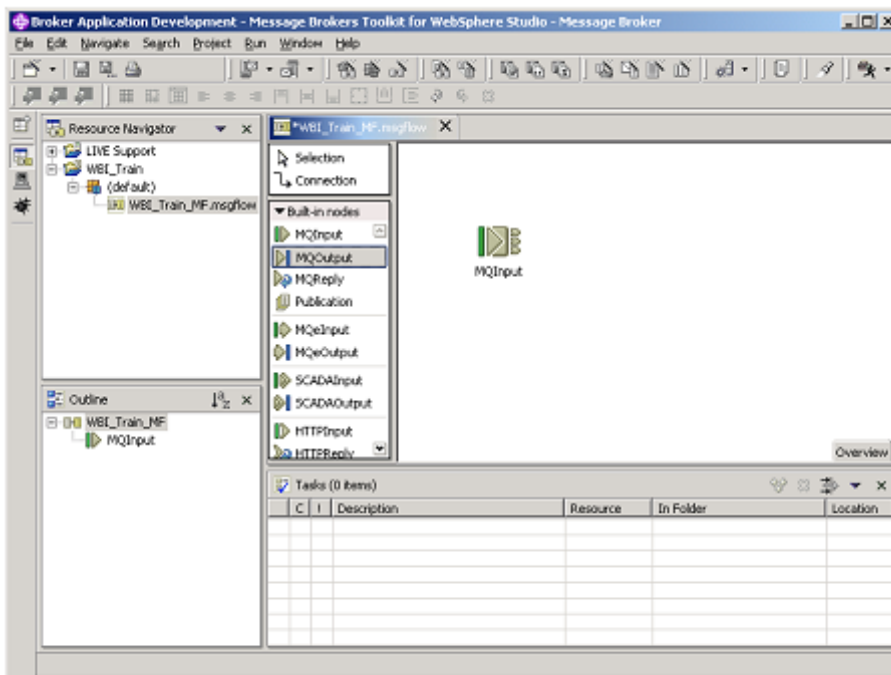 Broker Application Development - Message Brokers Toolkit for WebSphere Studio - Message Broker
File Edit Navigate Search Project Run Window Help
Resource Navigator
LIVE Support
WBI_Train
(default)
WBI_Train_MF.msgflow
Outline
WBI_Train_MF
MQInput
*WBI_Train_MF.msgflow
Selection
Connection
Built-in nodes
MQInput
MQOutput
MQReply
Publication
MQeInput
MQeOutput
SCADAInput
SCADAOutput
HTTPInput
HTTPReply
MQInput
Overview
Tasks (0 items)
C ! Description Resource In Folder Location